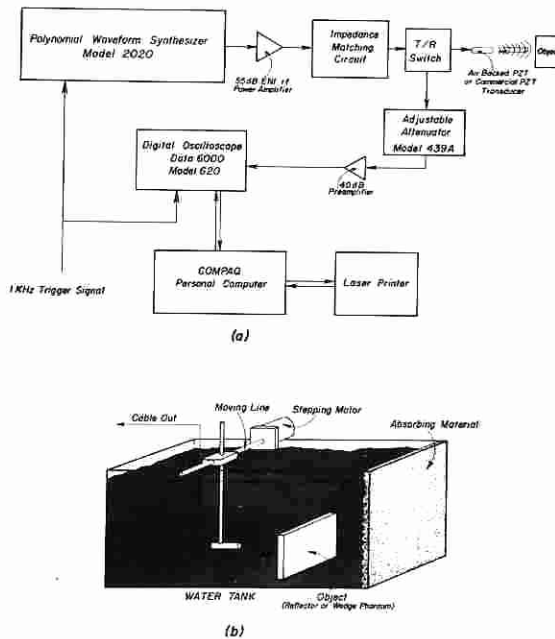 Polynomial Waveform Synthesizer
Model 2020
55dB ENI rf
Power Amplifier
Impedance
Matching
Circuit
T/R
Switch
Object
Air Backed PZT
or Commercial PZT
Transducer
Adjustable
Attenuator
Model 439A
40dB
Preamplifier
Digital Oscilloscope
Data 6000
Model 620
1KHz Trigger Signal
COMPAQ
Personal Computer
Laser Printer
(a)
Cable Out
Moving Line
Stepping Motor
Absorbing Material
WATER TANK
Object
(Reflector or Wedge Phantom)
(b)